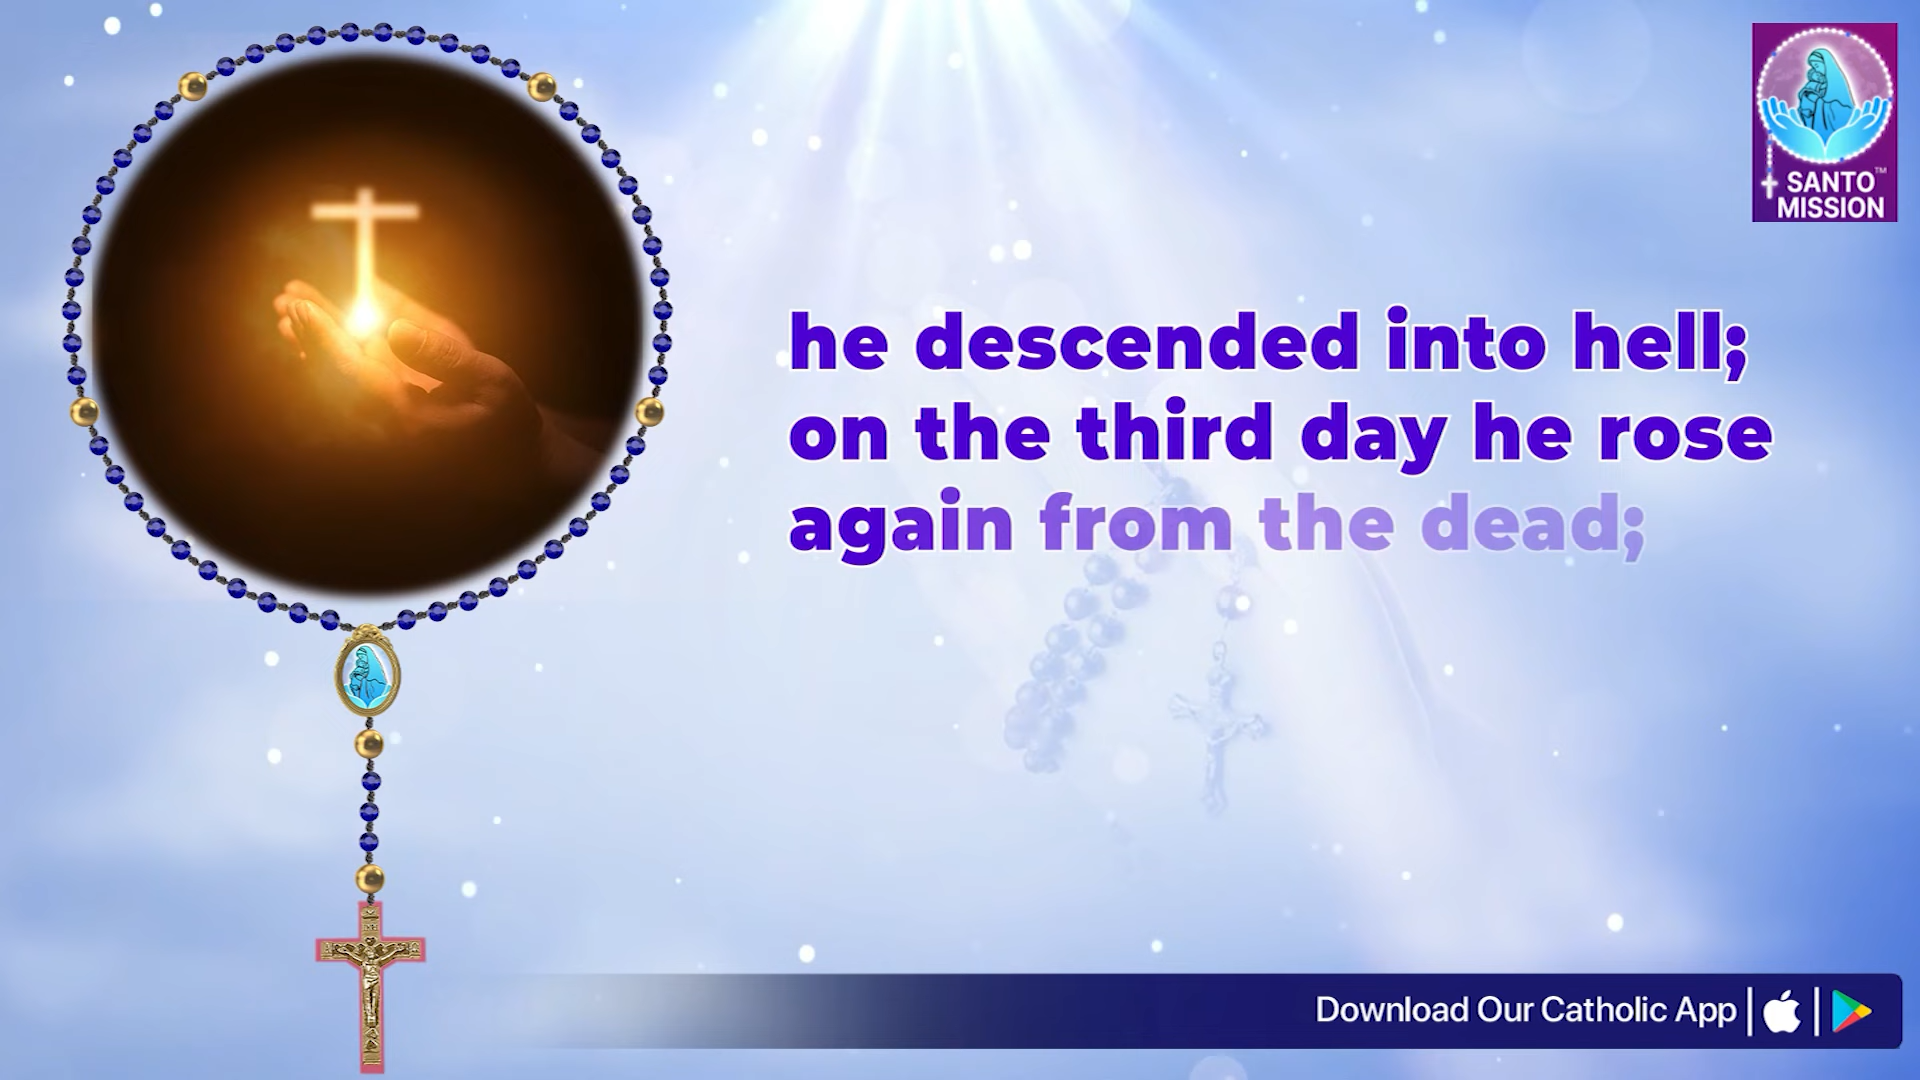 SANTO™
MISSION
he descended into hell;
on the third day he rose
again from the dead;
Download Our Catholic App